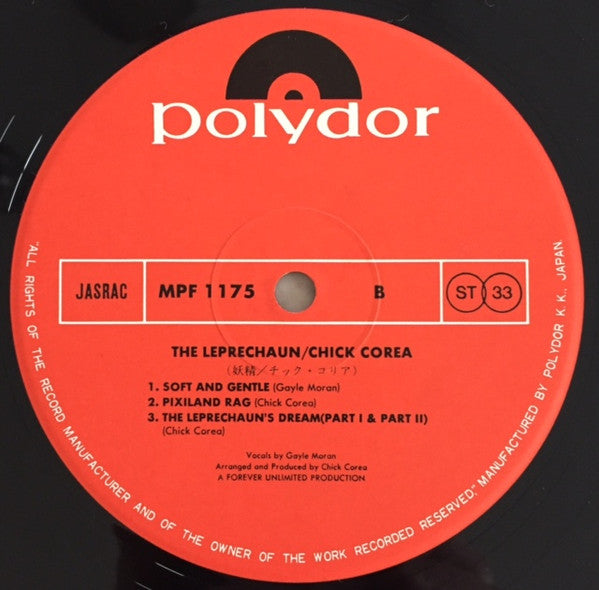 polydor
JASRAC MPF 1175 B ST 33
THE LEPRECHAUN/CHICK COREA
(妖精/チック・コリア)
1. SOFT AND GENTLE (Gayle Moran)
2. PIXILAND RAG (Chick Corea)
3. THE LEPRECHAUN'S DREAM(PART I & PART II)
(Chick Corea)
Vocals by Gayle Moran
Arranged and Produced by Chick Corea
A FOREVER UNLIMITED PRODUCTION
"ALL RIGHTS OF THE RECORD MANUFACTURER AND OF THE OWNER OF THE WORK RECORDED RESERVED," MANUFACTURED BY POLYDOR K.K., JAPAN.